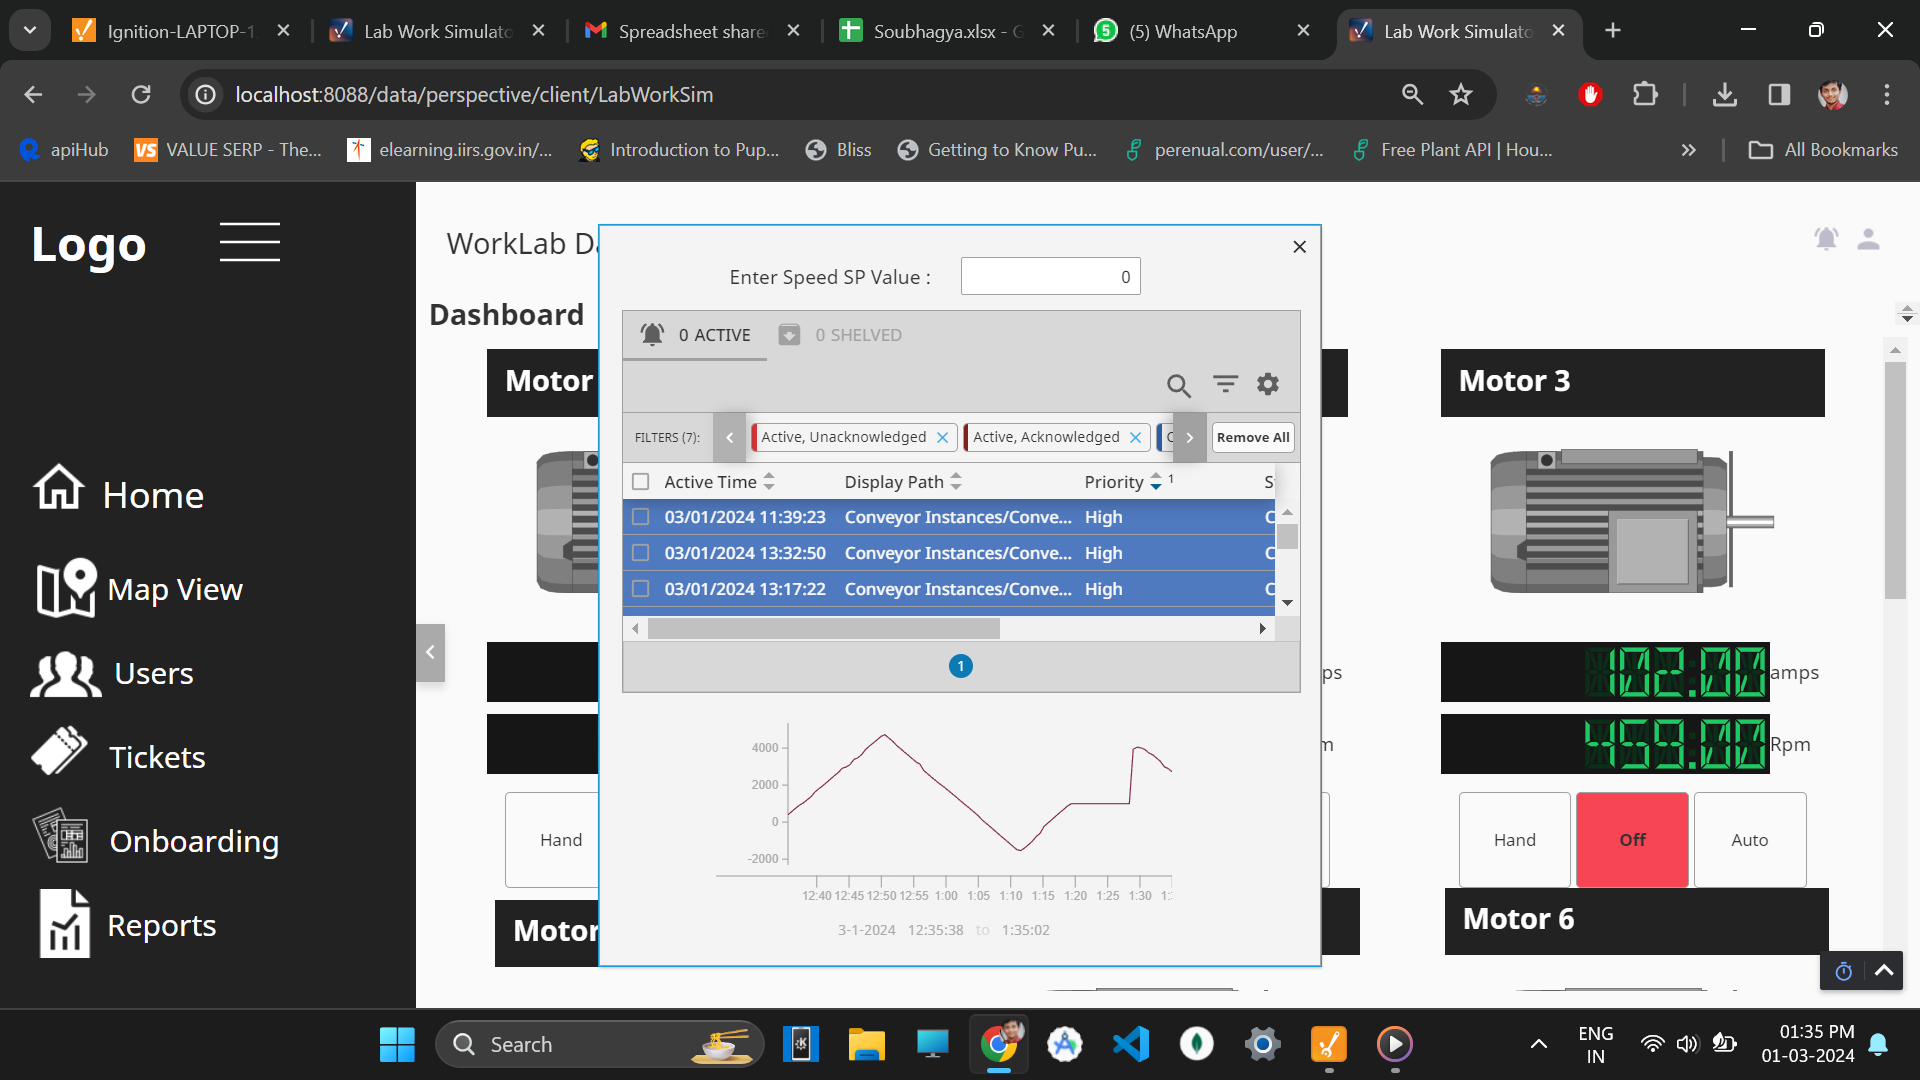 Ignition-LAPTOP-1
Lab Work Simulato
Spreadsheet share
Soubhagya.xlsx - G
(5) WhatsApp
Lab Work Simulato
localhost:8088/data/perspective/client/LabWorkSim
apiHub
VALUE SERP - The...
elearning.iirs.gov.in/...
Introduction to Pup...
Bliss
Getting to Know Pu...
perenual.com/user/...
Free Plant API | Hou...
All Bookmarks
Logo
Home
Map View
Users
Tickets
Onboarding
Reports
WorkLab Da
Dashboard
Enter Speed SP Value :
0
0 ACTIVE
0 SHELVED
FILTERS (7):
Active, Unacknowledged
Active, Acknowledged
Remove All
Active Time
Display Path
Priority
1
S
03/01/2024 11:39:23 Conveyor Instances/Conve... High C
03/01/2024 13:32:50 Conveyor Instances/Conve... High C
03/01/2024 13:17:22 Conveyor Instances/Conve... High C
1
4000
2000
0
-2000
12:40 12:45 12:50 12:55 1:00 1:05 1:10 1:15 1:20 1:25 1:30 1:
3-1-2024 12:35:38 to 1:35:02
Motor
Hand
Motor
ps
m
Motor 3
102.00 amps
459.00 Rpm
Hand
Off
Auto
Motor 6
Search
ENG
IN
01:35 PM
01-03-2024